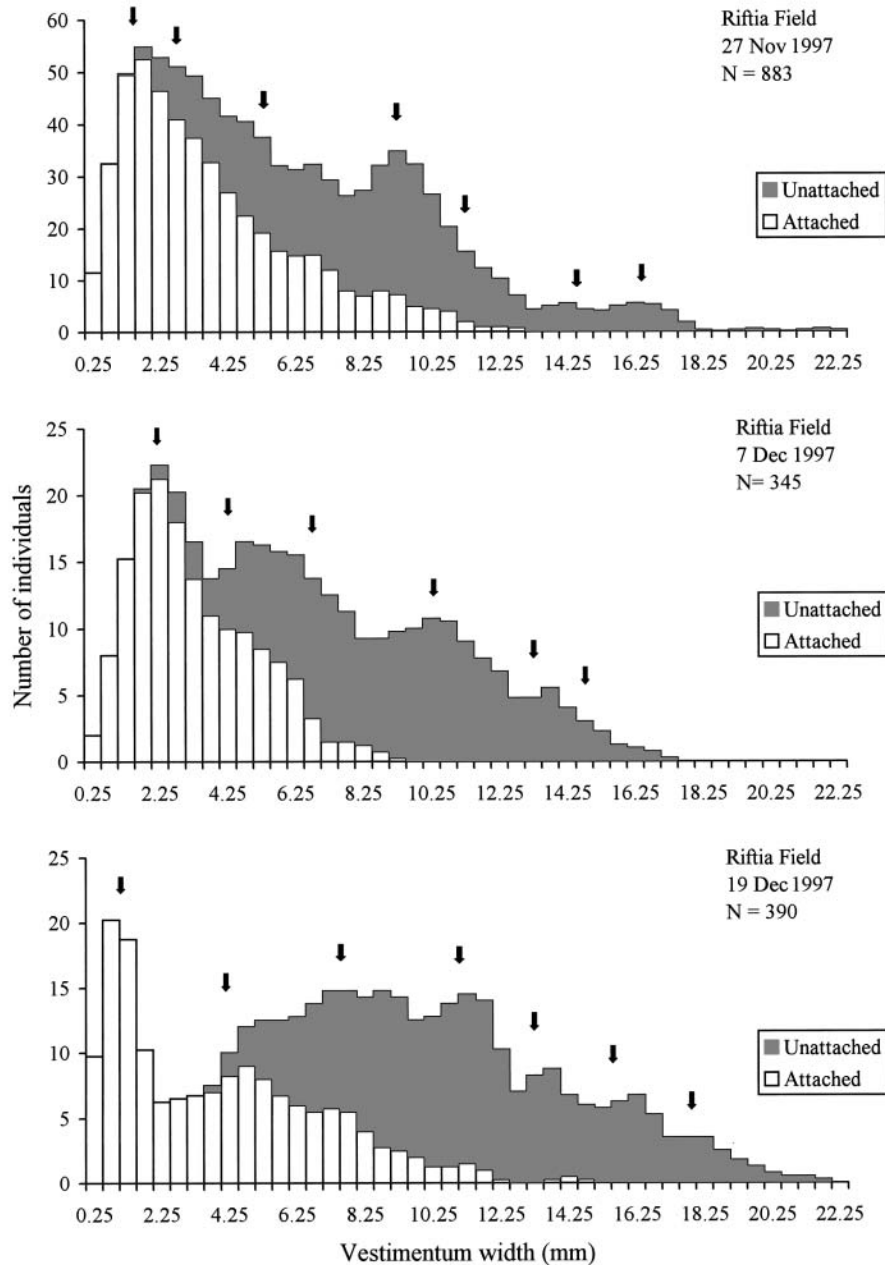 60
50
40
30
20
10
0
Riftia Field
27 Nov 1997
N = 883
Unattached
Attached
0.25 2.25 4.25 6.25 8.25 10.25 12.25 14.25 16.25 18.25 20.25 22.25
25
20
15
10
5
0
Number of individuals
Riftia Field
7 Dec 1997
N= 345
Unattached
Attached
0.25 2.25 4.25 6.25 8.25 10.25 12.25 14.25 16.25 18.25 20.25 22.25
25
20
15
10
5
0
Riftia Field
19 Dec 1997
N = 390
Unattached
Attached
0.25 2.25 4.25 6.25 8.25 10.25 12.25 14.25 16.25 18.25 20.25 22.25
Vestimentum width (mm)